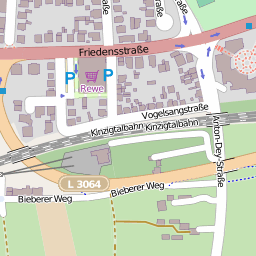 Friedensstraße
P
P
Rewe
Vogelsangstraße
Kinzigtalbahn
Kinzigtalbahn
Anton-Dey-Straße
L 3064
Bieberer Weg
Bieberer Weg